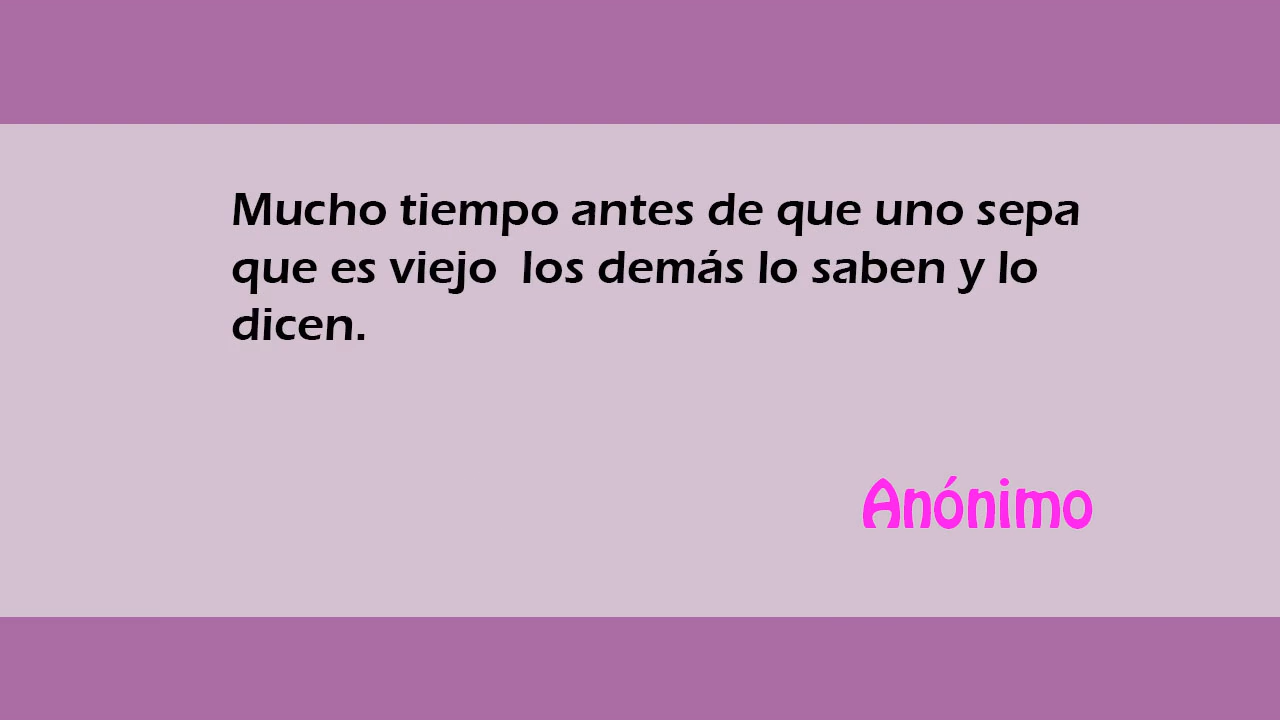 Mucho tiempo antes de que uno sepa
que es viejo  los demás lo saben y lo
dicen.
Anónimo